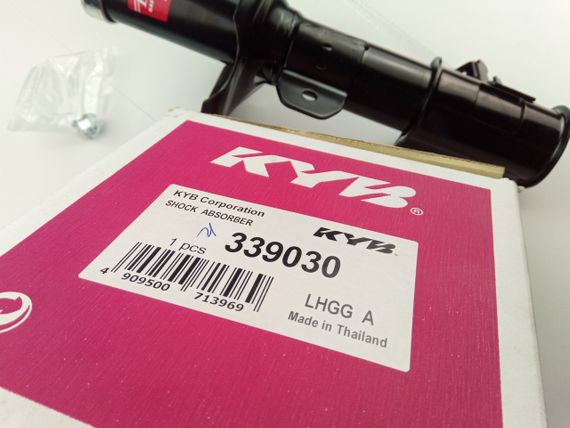 KYB®
KYB Corporation
SHOCK ABSORBER
KYB
1 pcs
339030
4 909500 713969
LHGG A
Made in Thailand